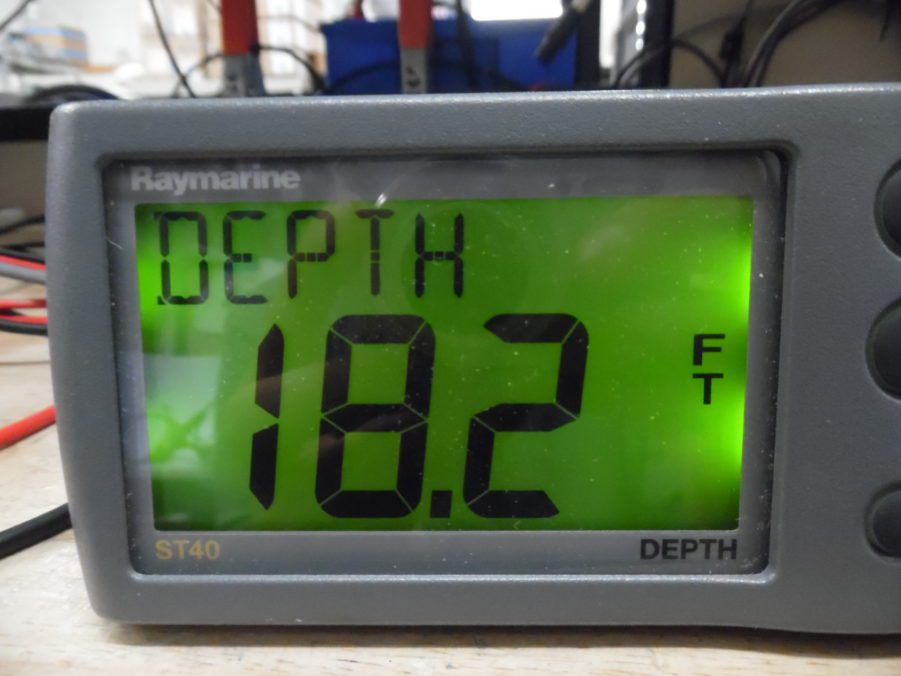 Raymarine
DEPTH
18.2
FT
ST40
DEPTH